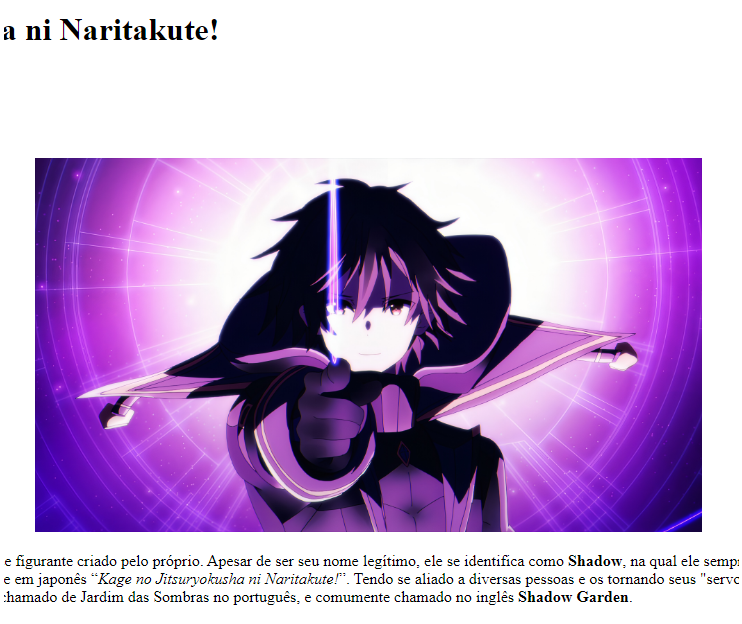 a ni Naritakute!
e figurante criado pelo próprio. Apesar de ser seu nome legítimo, ele se identifica como Shadow, na qual ele sempr
e em japonês “Kage no Jitsuryokusha ni Naritakute!”. Tendo se aliado a diversas pessoas e os tornando seus "servo
chamado de Jardim das Sombras no português, e comumente chamado no inglês Shadow Garden.